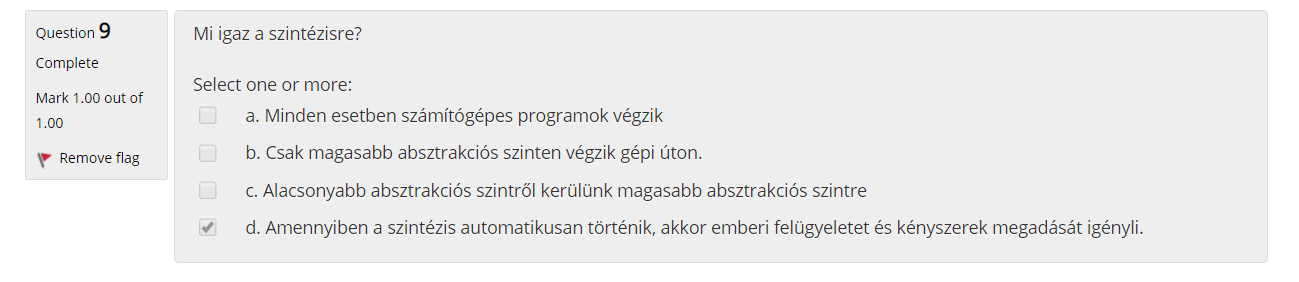 Question 9
Complete
Mark 1.00 out of
1.00
Remove flag
Mi igaz a szintézisre?
Select one or more:
a. Minden esetben számítógépes programok végzik
b. Csak magasabb absztrakciós szinten végzik gépi úton.
c. Alacsonyabb absztrakciós szintről kerülünk magasabb absztrakciós szintre
d. Amennyiben a szintézis automatikusan történik, akkor emberi felügyeletet és kényszerek megadását igényli.